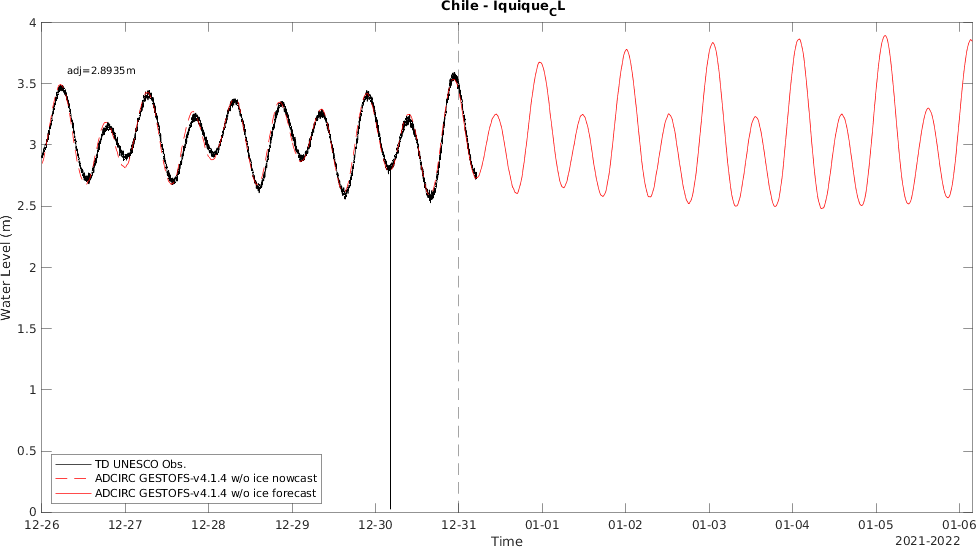 Chile - Iquique_CL
adj=2.8935m
Water Level (m)
4
3.5
3
2.5
2
1.5
1
0.5
0
TD UNESCO Obs.
ADCIRC GESTOFS-v4.1.4 w/o ice nowcast
ADCIRC GESTOFS-v4.1.4 w/o ice forecast
12-26 12-27 12-28 12-29 12-30 12-31 01-01 01-02 01-03 01-04 01-05 01-06
Time
2021-2022